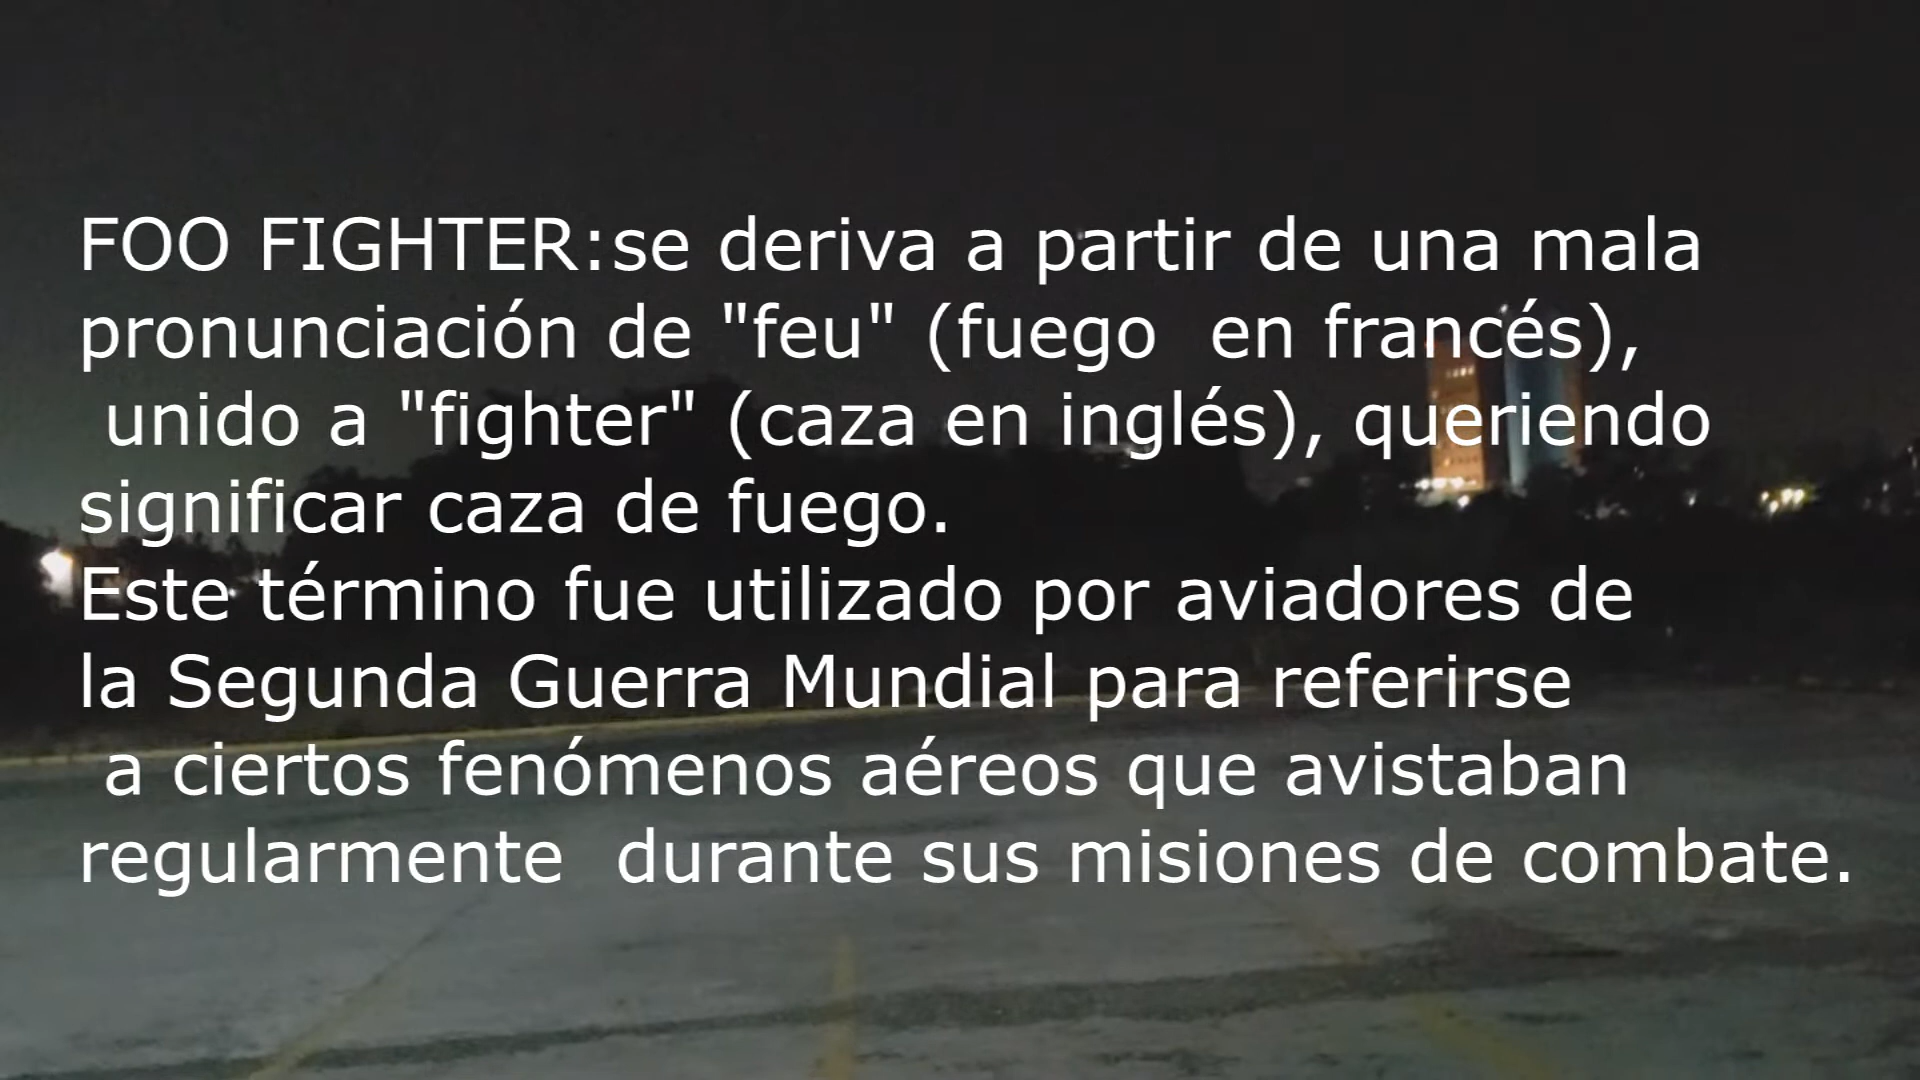 FOO FIGHTER:se deriva a partir de una mala
pronunciación de "feu" (fuego  en francés),
unido a "fighter" (caza en inglés), queriendo
significar caza de fuego.
Este término fue utilizado por aviadores de
la Segunda Guerra Mundial para referirse
a ciertos fenómenos aéreos que avistaban
regularmente  durante sus misiones de combate.